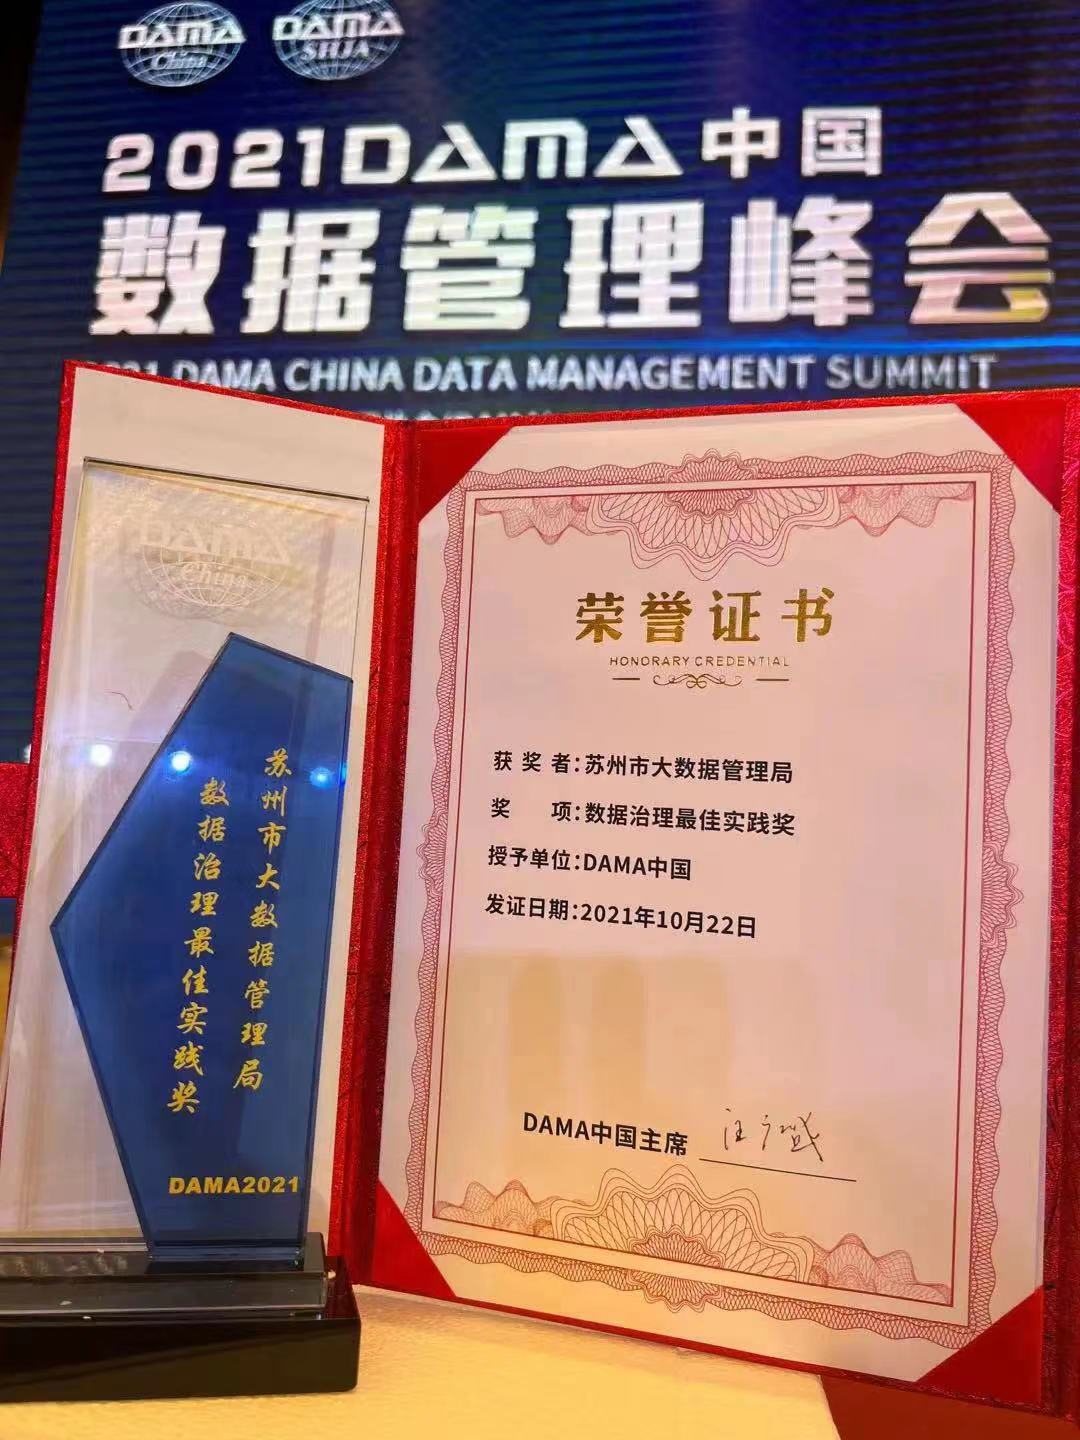 DAMA
China
DAMA
SHJA
2021DAMA中国
数据管理峰会
2021 DAMA CHINA DATA MANAGEMENT SUMMIT
DAMA
China
苏州市大数据管理局
数据治理最佳实践奖
DAMA2021
荣誉证书
HONORARY CREDENTIAL
获奖者:苏州市大数据管理局
奖项:数据治理最佳实践奖
授予单位:DAMA中国
发证日期:2021年10月22日
DAMA中国主席 汪广盛